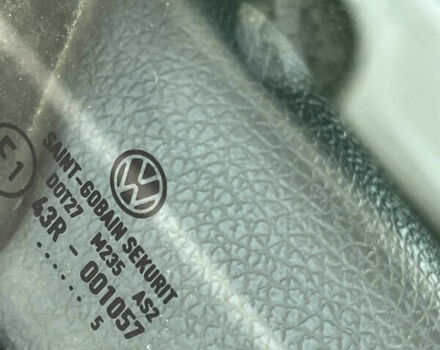 E1
SAINT-GOBAIN SEKURIT
DOT27 M235 AS2
43R - 001057
...... 5